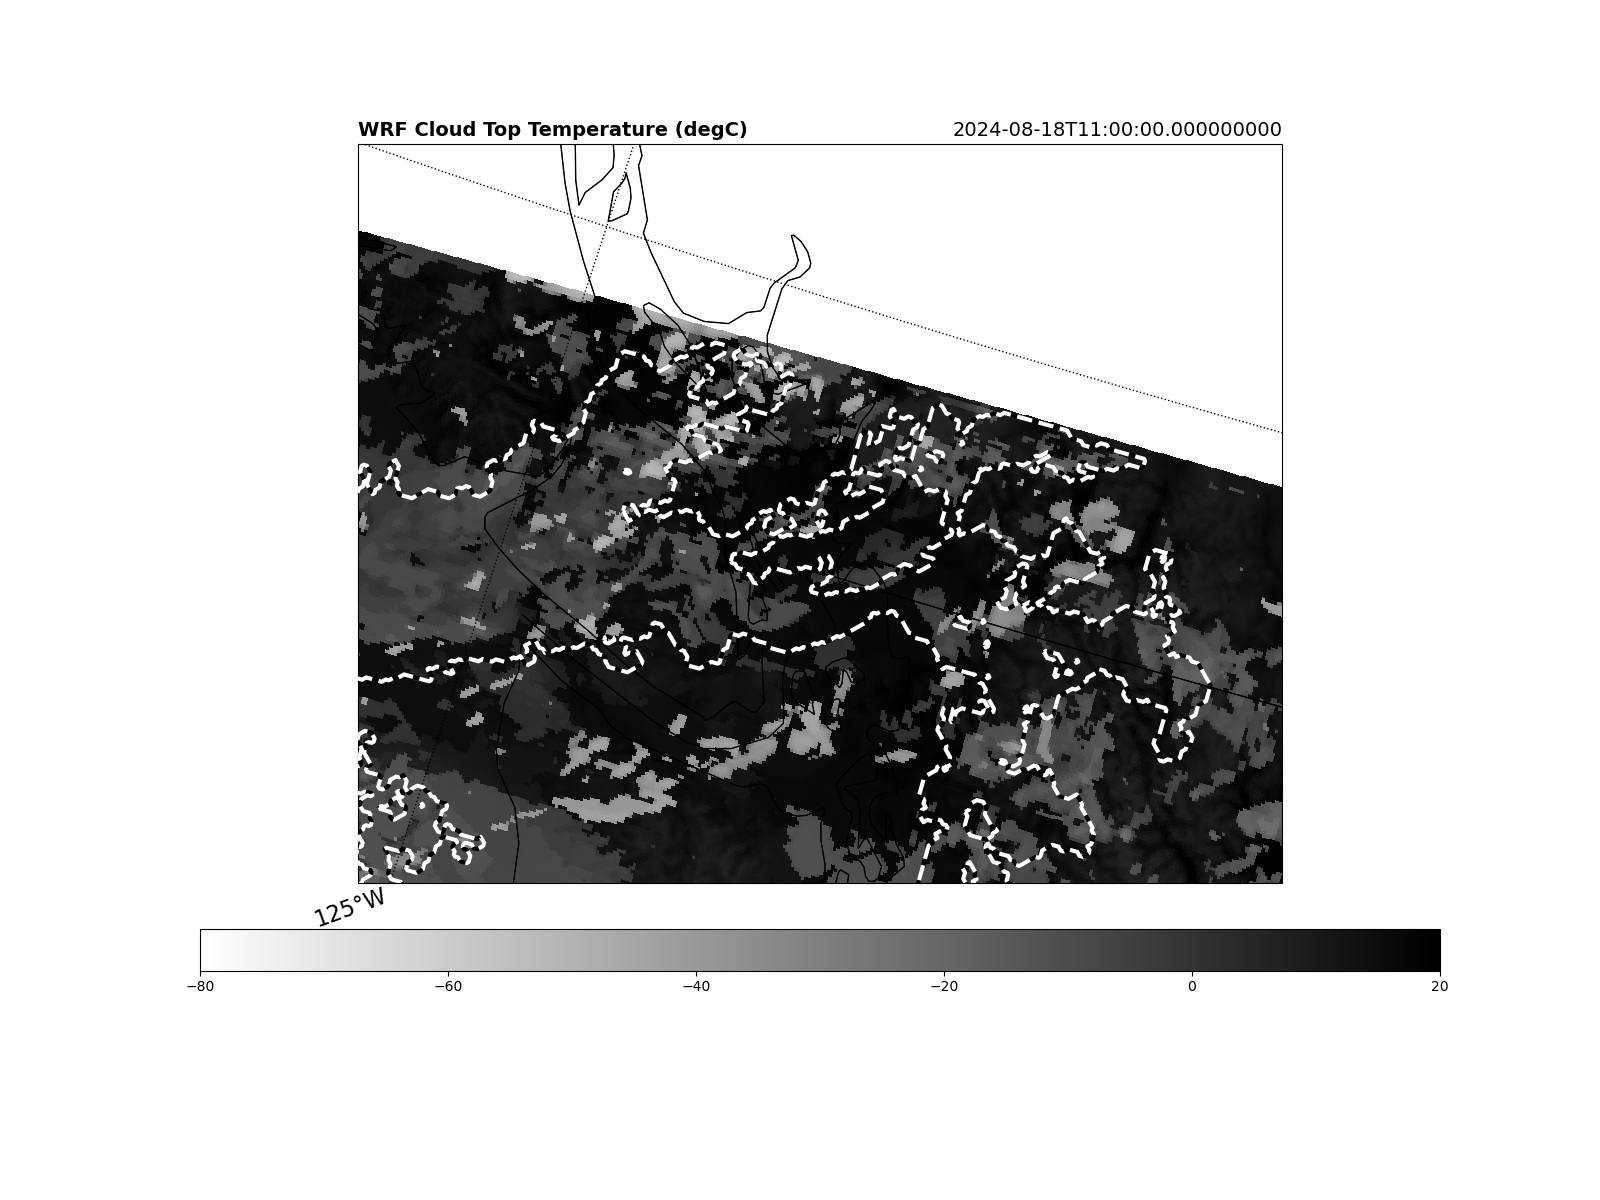 WRF Cloud Top Temperature (degC) 2024-08-18T11:00:00.000000000
125°W
−80 −60 −40 −20 0 20